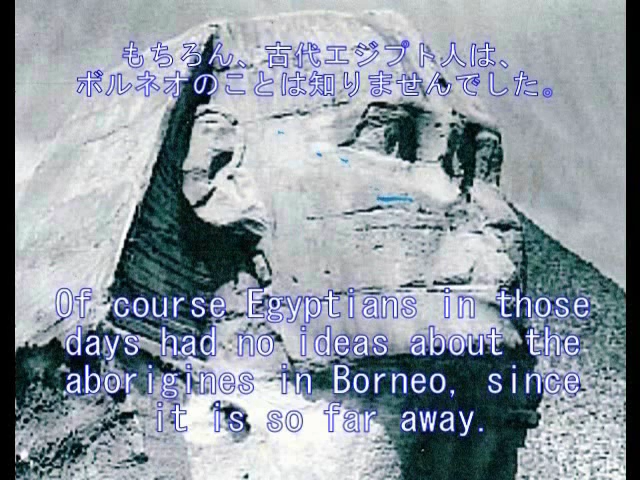 もちろん、古代エジプト人は、
ボルネオのことは知りませんでした。
Of course Egyptians in those
days had no ideas about the
aborigines in Borneo, since
it is so far away.